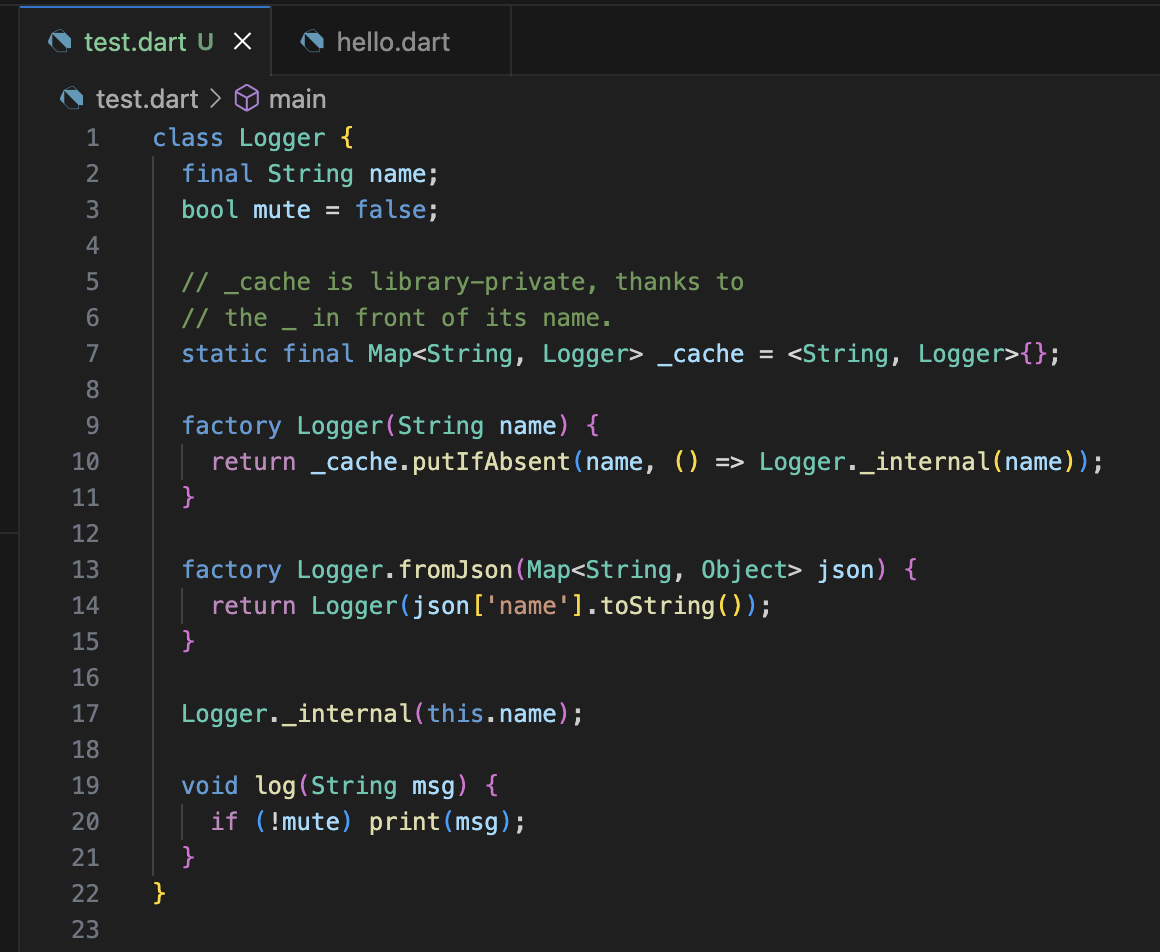 test.dart U
hello.dart
test.dart > main
1 class Logger {
2   final String name;
3   bool mute = false;
4
5   // _cache is library-private, thanks to
6   // the _ in front of its name.
7   static final Map<String, Logger> _cache = <String, Logger>{};
8
9   factory Logger(String name) {
10     return _cache.putIfAbsent(name, () => Logger._internal(name));
11   }
12
13   factory Logger.fromJson(Map<String, Object> json) {
14     return Logger(json['name'].toString());
15   }
16
17   Logger._internal(this.name);
18
19   void log(String msg) {
20     if (!mute) print(msg);
21   }
22 }
23